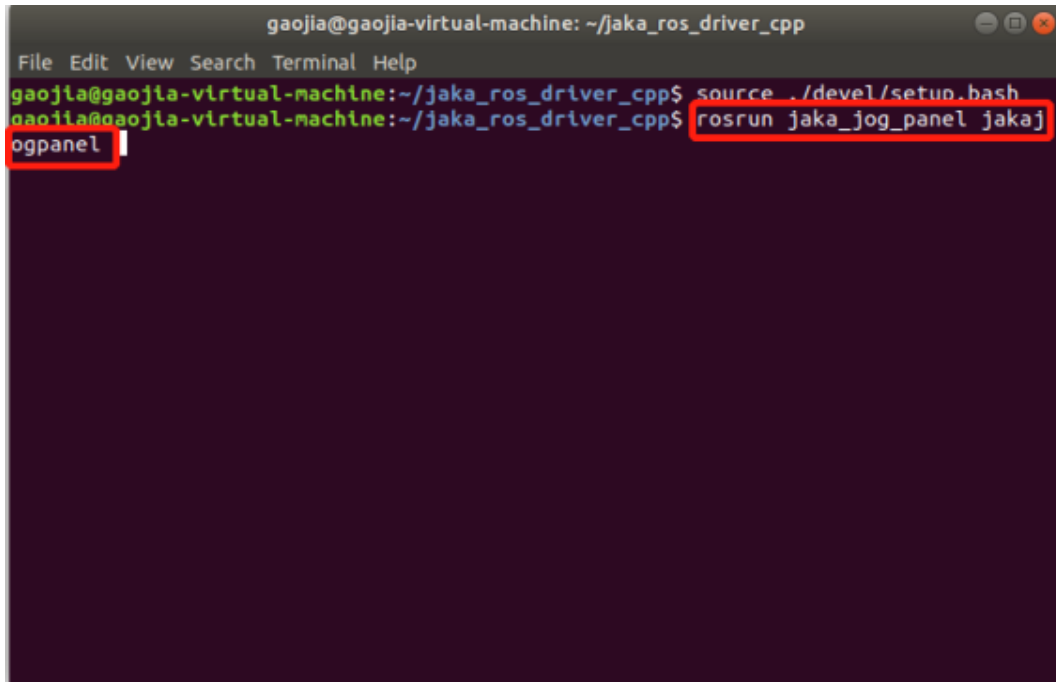 gaojia@gaojia-virtual-machine: ~/jaka_ros_driver_cpp
File Edit View Search Terminal Help
gaojia@gaojia-virtual-machine:~/jaka_ros_driver_cpp$ source ./devel/setup.bash
gaojia@gaojia-virtual-machine:~/jaka_ros_driver_cpp$ rosrun jaka_jog_panel jakaj
ogpanel